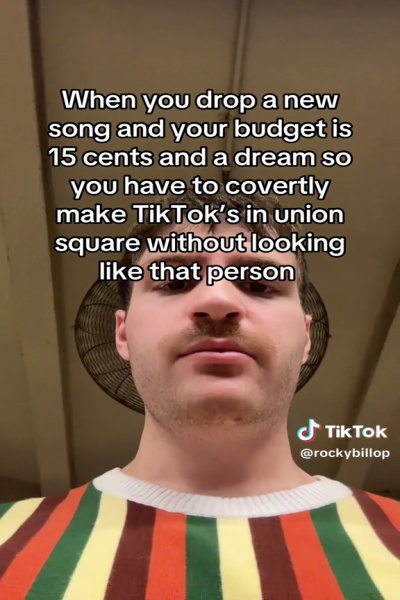 When you drop a new
song and your budget is
15 cents and a dream so
you have to covertly
make TikTok's in union
square without looking
like that person
TikTok
@rockybillop